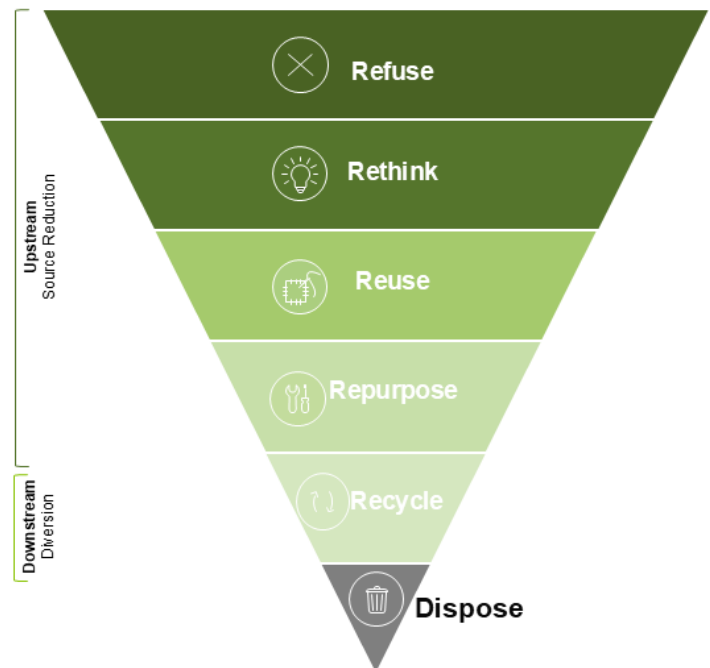 Refuse
Rethink
Reuse
Repurpose
Recycle
Dispose
Upstream
Source Reduction
Downstream
Diversion